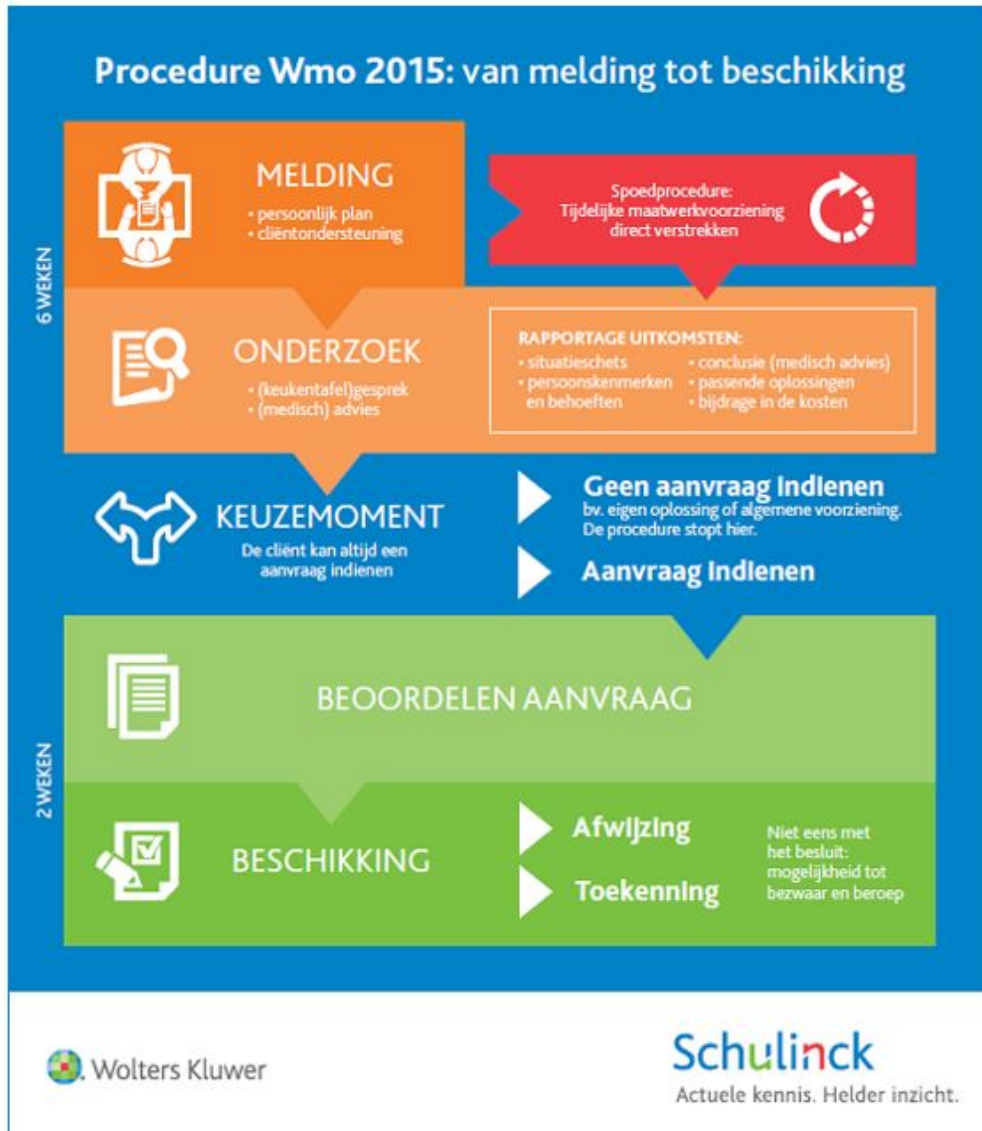 Procedure Wmo 2015: van melding tot beschikking
6 WEKEN
MELDING
• persoonlijk plan
• cliëntondersteuning
Spoedprocedure:
Tijdelijke maatwerkvoorziening
direct verstrekken
ONDERZOEK
• (keukentafel)gesprek
• (medisch) advies
RAPPORTAGE UITKOMSTEN:
• situatieschets
• persoonskenmerken
en behoeften
• conclusie (medisch advies)
• passende oplossingen
• bijdrage in de kosten
KEUZEMOMENT
De cliënt kan altijd een
aanvraag indienen
Geen aanvraag indienen
bv. eigen oplossing of algemene voorziening.
De procedure stopt hier.
Aanvraag indienen
2 WEKEN
BEOORDELEN AANVRAAG
BESCHIKKING
Afwijzing
Toekenning
Niet eens met
het besluit:
mogelijkheid tot
bezwaar en beroep
Wolters Kluwer
Schulinck
Actuele kennis. Helder inzicht.